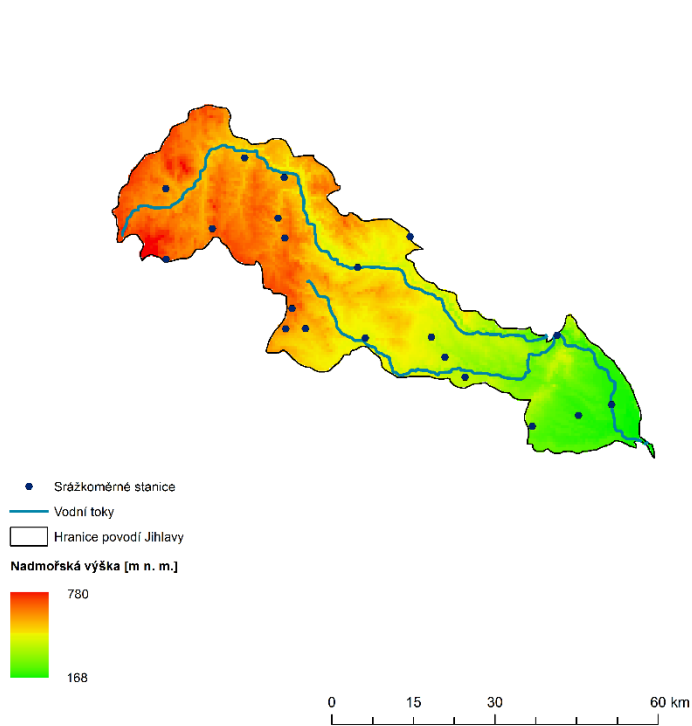 Srážkoměrné stanice
Vodní toky
Hranice povodí Jihlavy
Nadmořská výška [m n. m.]
780
168
0 15 30 60 km